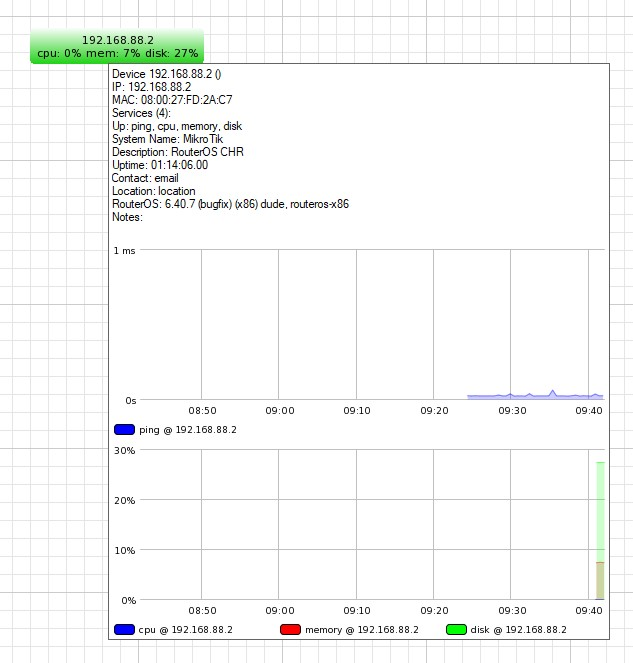 192.168.88.2
cpu: 0% mem: 7% disk: 27%
Device 192.168.88.2 ()
IP: 192.168.88.2
MAC: 08:00:27:FD:2A:C7
Services (4):
Up: ping, cpu, memory, disk
System Name: MikroTik
Description: RouterOS CHR
Uptime: 01:14:06.00
Contact: email
Location: location
RouterOS: 6.40.7 (bugfix) (x86) dude, routeros-x86
Notes:
1 ms
0s
08:50 09:00 09:10 09:20 09:30 09:40
ping @ 192.168.88.2
30%
20%
10%
0%
08:50 09:00 09:10 09:20 09:30 09:40
cpu @ 192.168.88.2 memory @ 192.168.88.2 disk @ 192.168.88.2